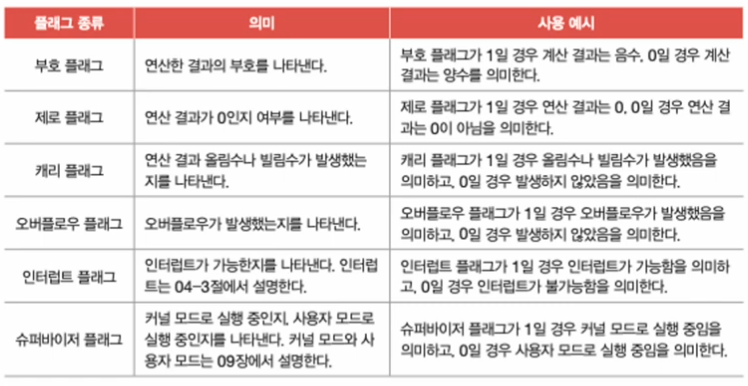 플래그 종류
의미
사용 예시
부호 플래그
연산한 결과의 부호를 나타낸다.
부호 플래그가 1일 경우 계산 결과는 음수, 0일 경우 계산
결과는 양수를 의미한다.
제로 플래그
연산 결과가 0인지 여부를 나타낸다.
제로 플래그가 1일 경우 연산 결과는 0, 0일 경우 연산 결
과는 0이 아님을 의미한다.
캐리 플래그
연산 결과 올림수나 빌림수가 발생했는
지를 나타낸다.
캐리 플래그가 1일 경우 올림수나 빌림수가 발생했음을
의미하고, 0일 경우 발생하지 않았음을 의미한다.
오버플로우 플래그
오버플로우가 발생했는지를 나타낸다.
오버플로우 플래그가 1일 경우 오버플로우가 발생했음을
의미하고, 0일 경우 발생하지 않았음을 의미한다.
인터럽트 플래그
인터럽트가 가능한지를 나타낸다. 인터럽
트는 04-3절에서 설명한다.
인터럽트 플래그가 1일 경우 인터럽트가 가능함을 의미하
고, 0일 경우 인터럽트가 불가능함을 의미한다.
슈퍼바이저 플래그
커널 모드로 실행 중인지, 사용자 모드로
실행 중인지를 나타낸다. 커널 모드와 사
용자 모드는 09장에서 설명한다.
슈퍼바이저 플래그가 1일 경우 커널 모드로 실행 중임을
의미하고, 0일 경우 사용자 모드로 실행 중임을 의미한다.